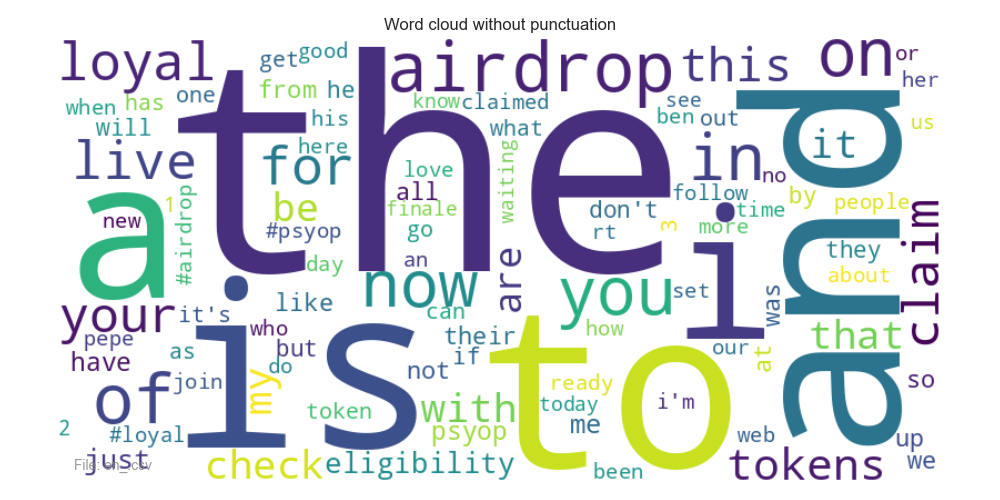 Word cloud without punctuation
loyal get good airdrop this on or
her
when has one from he know claimed see
will his what ben out us
live here for love waiting in no it
a new 1 #airdrop be all finale don't follow by people
#psyop go rt 3 more time they
the and i
day an now are you set was about claim
your it's like can their how that
pepe who
have as but do if not our at so
is to
of join my token with ready today i'm
2 #loyal psyop me web up
just check eligibility been tokens we
File: en_.csv